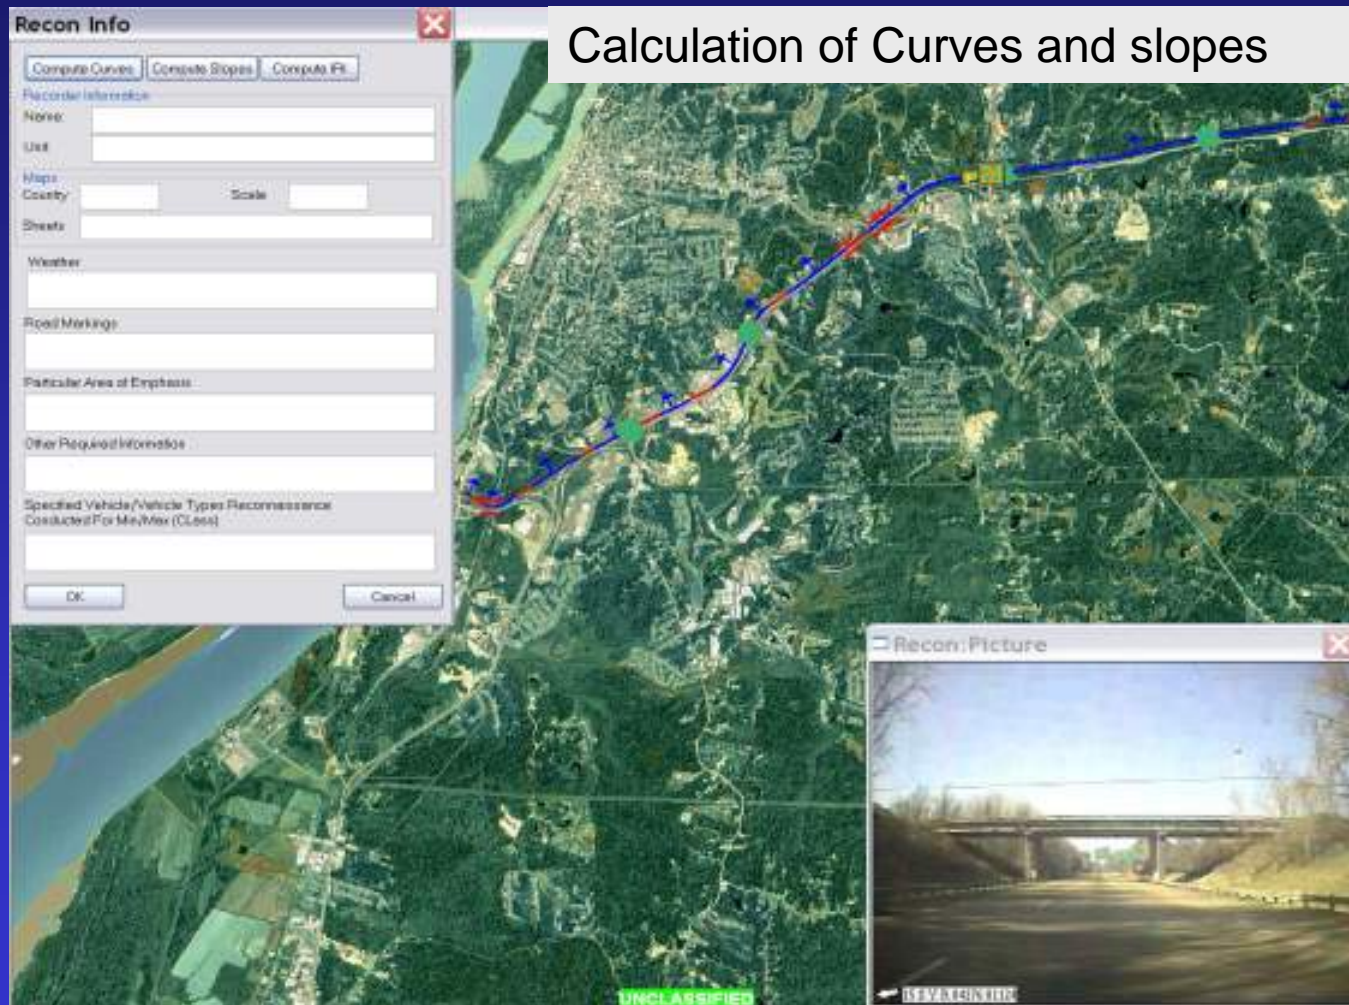 Calculation of Curves and slopes
Recon Info
Compute Curves Compute Slopes Compute IRI
Recorder Information
Name:
Unit
Maps
Country Scale
Sheets
Weather
Road Markings
Particular Area of Emphasis
Other Required Information
Specified Vehicle/Vehicle Types Reconnaissance
Conducted For Min/Max (CLass)
OK Cancel
Recon:Picture
UNCLASSIFIED